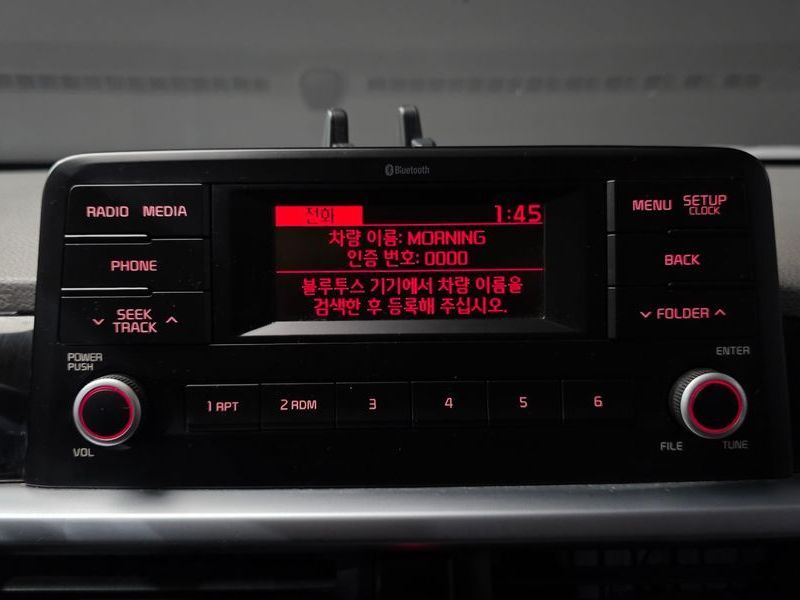 Bluetooth
RADIO MEDIA
전화 1:45
MENU SETUP
CLOCK
차량 이름: MORNING
인증 번호: 0000
PHONE
BACK
블루투스 기기에서 차량 이름을
검색한 후 등록해 주십시오.
SEEK
TRACK
FOLDER
POWER
PUSH
ENTER
1 RPT 2 RDM 3 4 5 6
VOL
FILE TUNE